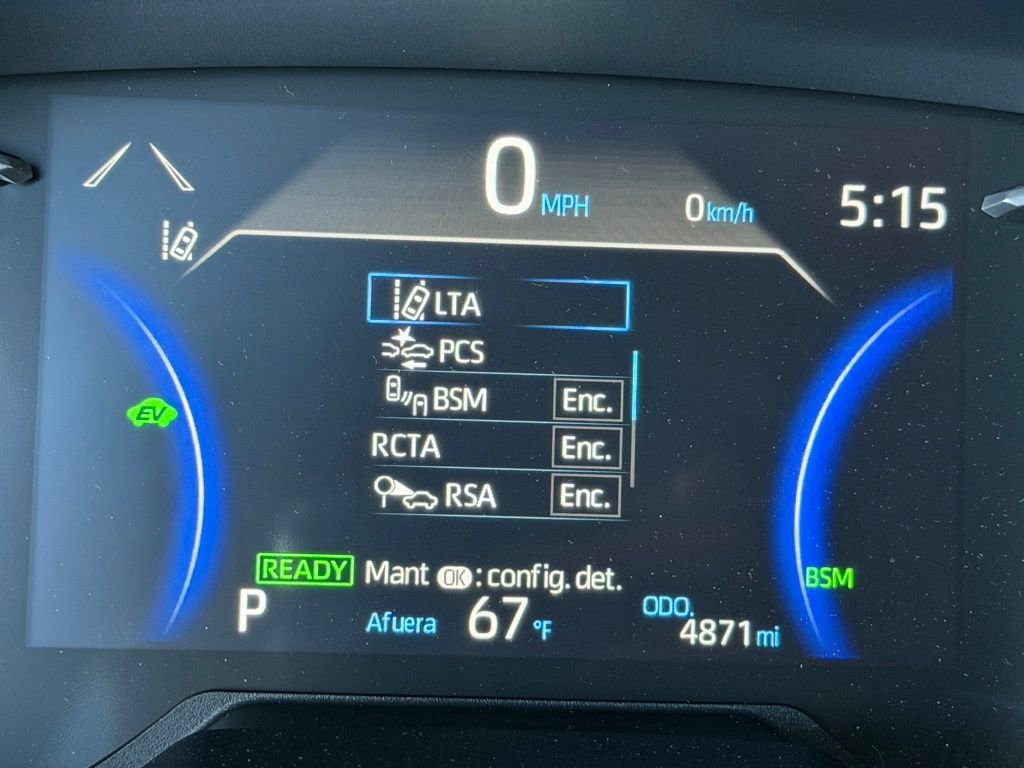 0 MPH 0 km/h 5:15
LTA
PCS
BSM Enc.
EV
RCTA Enc.
RSA Enc.
READY Mant OK : config. det.
BSM
P Afuera 67 °F ODO. 4871 mi